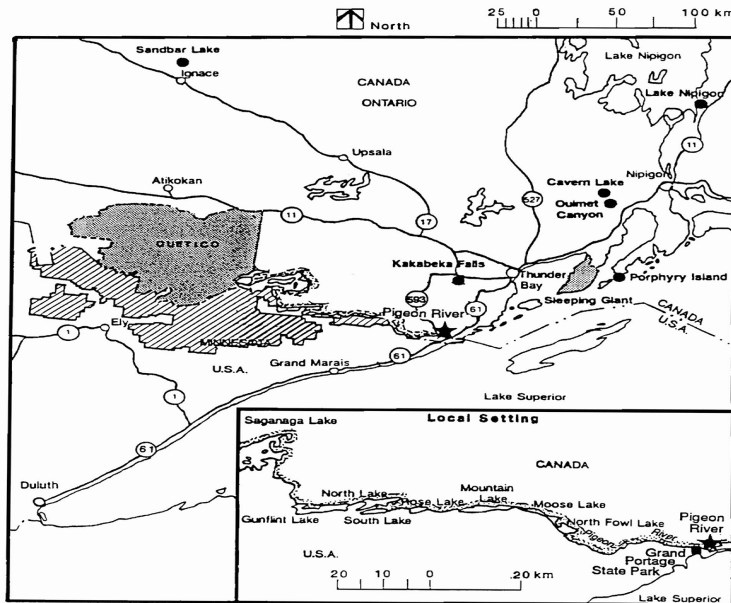 North
25 0 50 100 km
Sandbar Lake
Ignace
CANADA
ONTARIO
Lake Nipigon
Lake Nipigon
11
Upsala
Nipigon
Atikokan
Cavern Lake
Ouimet
Canyon
527
11
17
QUETICO
Kakabeka Falls
Thunder
Bay
Porphyry Island
593
61
Sleeping Giant
Pigeon River
CANADA
U.S.A.
Ely
1
MINNESOTA
61
Grand Marais
U.S.A.
1
Lake Superior
61
Duluth
Local Setting
Saganaga Lake
CANADA
North Lake
Rose Lake
Mountain
Lake
Moose Lake
Gunflint Lake
South Lake
North Fowl Lake
Pigeon River
Pigeon
River
Grand
Portage
State Park
U.S.A.
20 10 0 20 km
Lake Superior